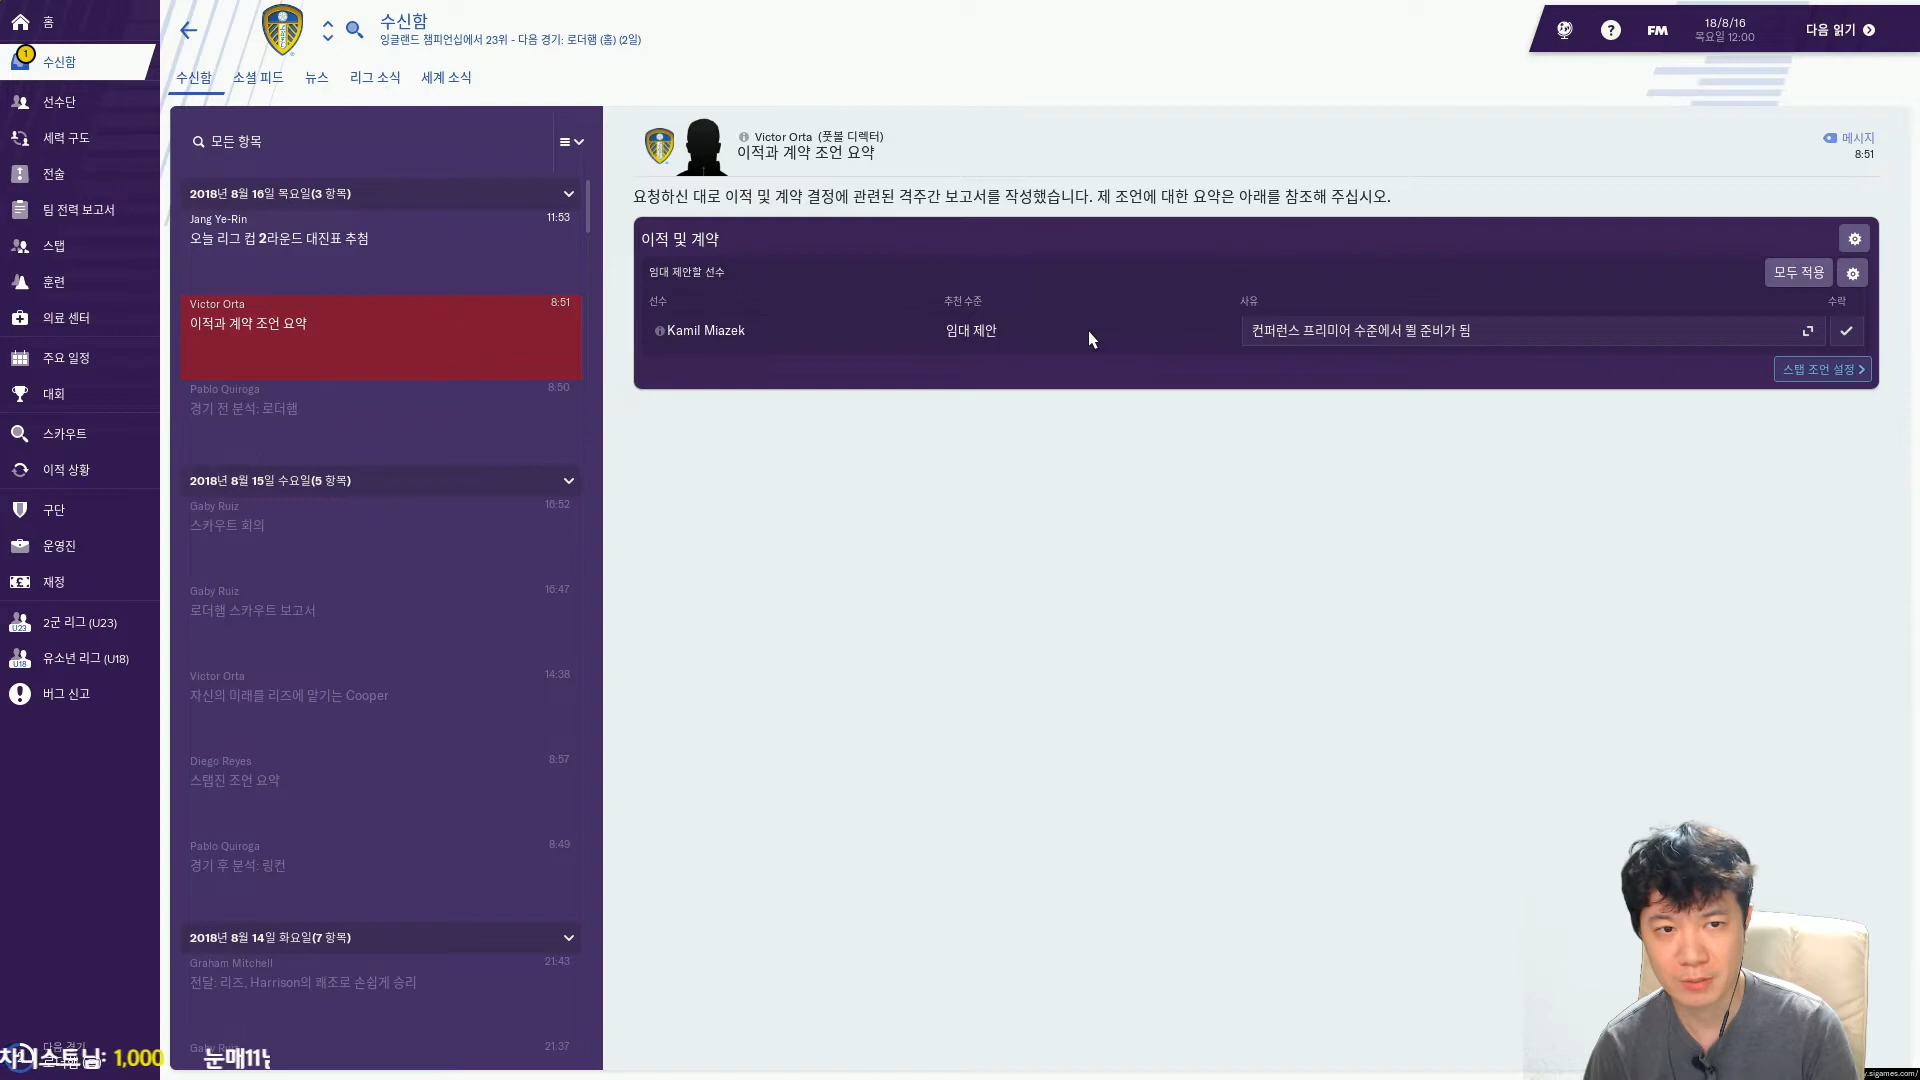 홈
1
수신함
선수단
세력 구도
전술
팀 전력 보고서
스탭
훈련
의료 센터
주요 일정
대회
스카우트
이적 상황
구단
운영진
재정
U23
2군 리그 (U23)
U18
유소년 리그 (U18)
버그 신고
다음 경기
수신함
잉글랜드 챔피언십에서 23위 - 다음 경기: 로더햄 (홈) (2일)
수신함 소셜 피드 뉴스 리그 소식 세계 소식
FM
18/8/16
목요일 12:00
다음 읽기
모든 항목
2018년 8월 16일 목요일(3 항목)
Jang Ye-Rin 11:53
오늘 리그 컵 2라운드 대진표 추첨
Victor Orta 8:51
이적과 계약 조언 요약
Pablo Quiroga 8:50
경기 전 분석: 로더햄
2018년 8월 15일 수요일(5 항목)
Gaby Ruiz 16:52
스카우트 회의
Gaby Ruiz 16:47
로더햄 스카우트 보고서
Victor Orta 14:38
자신의 미래를 리즈에 맡기는 Cooper
Diego Reyes 8:57
스탭진 조언 요약
Pablo Quiroga 8:49
경기 후 분석: 링컨
2018년 8월 14일 화요일(7 항목)
Graham Mitchell 21:43
전달: 리즈, Harrison의 쾌조로 손쉽게 승리
Gaby Ruiz 21:37
Victor Orta (풋볼 디렉터)
이적과 계약 조언 요약
메시지
8:51
요청하신 대로 이적 및 계약 결정에 관련된 격주간 보고서를 작성했습니다. 제 조언에 대한 요약은 아래를 참조해 주십시오.
이적 및 계약
임대 제안할 선수
모두 적용
선수 추천 수준 사유 수락
Kamil Miazek 임대 제안 컨퍼런스 프리미어 수준에서 뛸 준비가 됨
스탭 조언 설정
1,000
눈매11
.sigames.com/